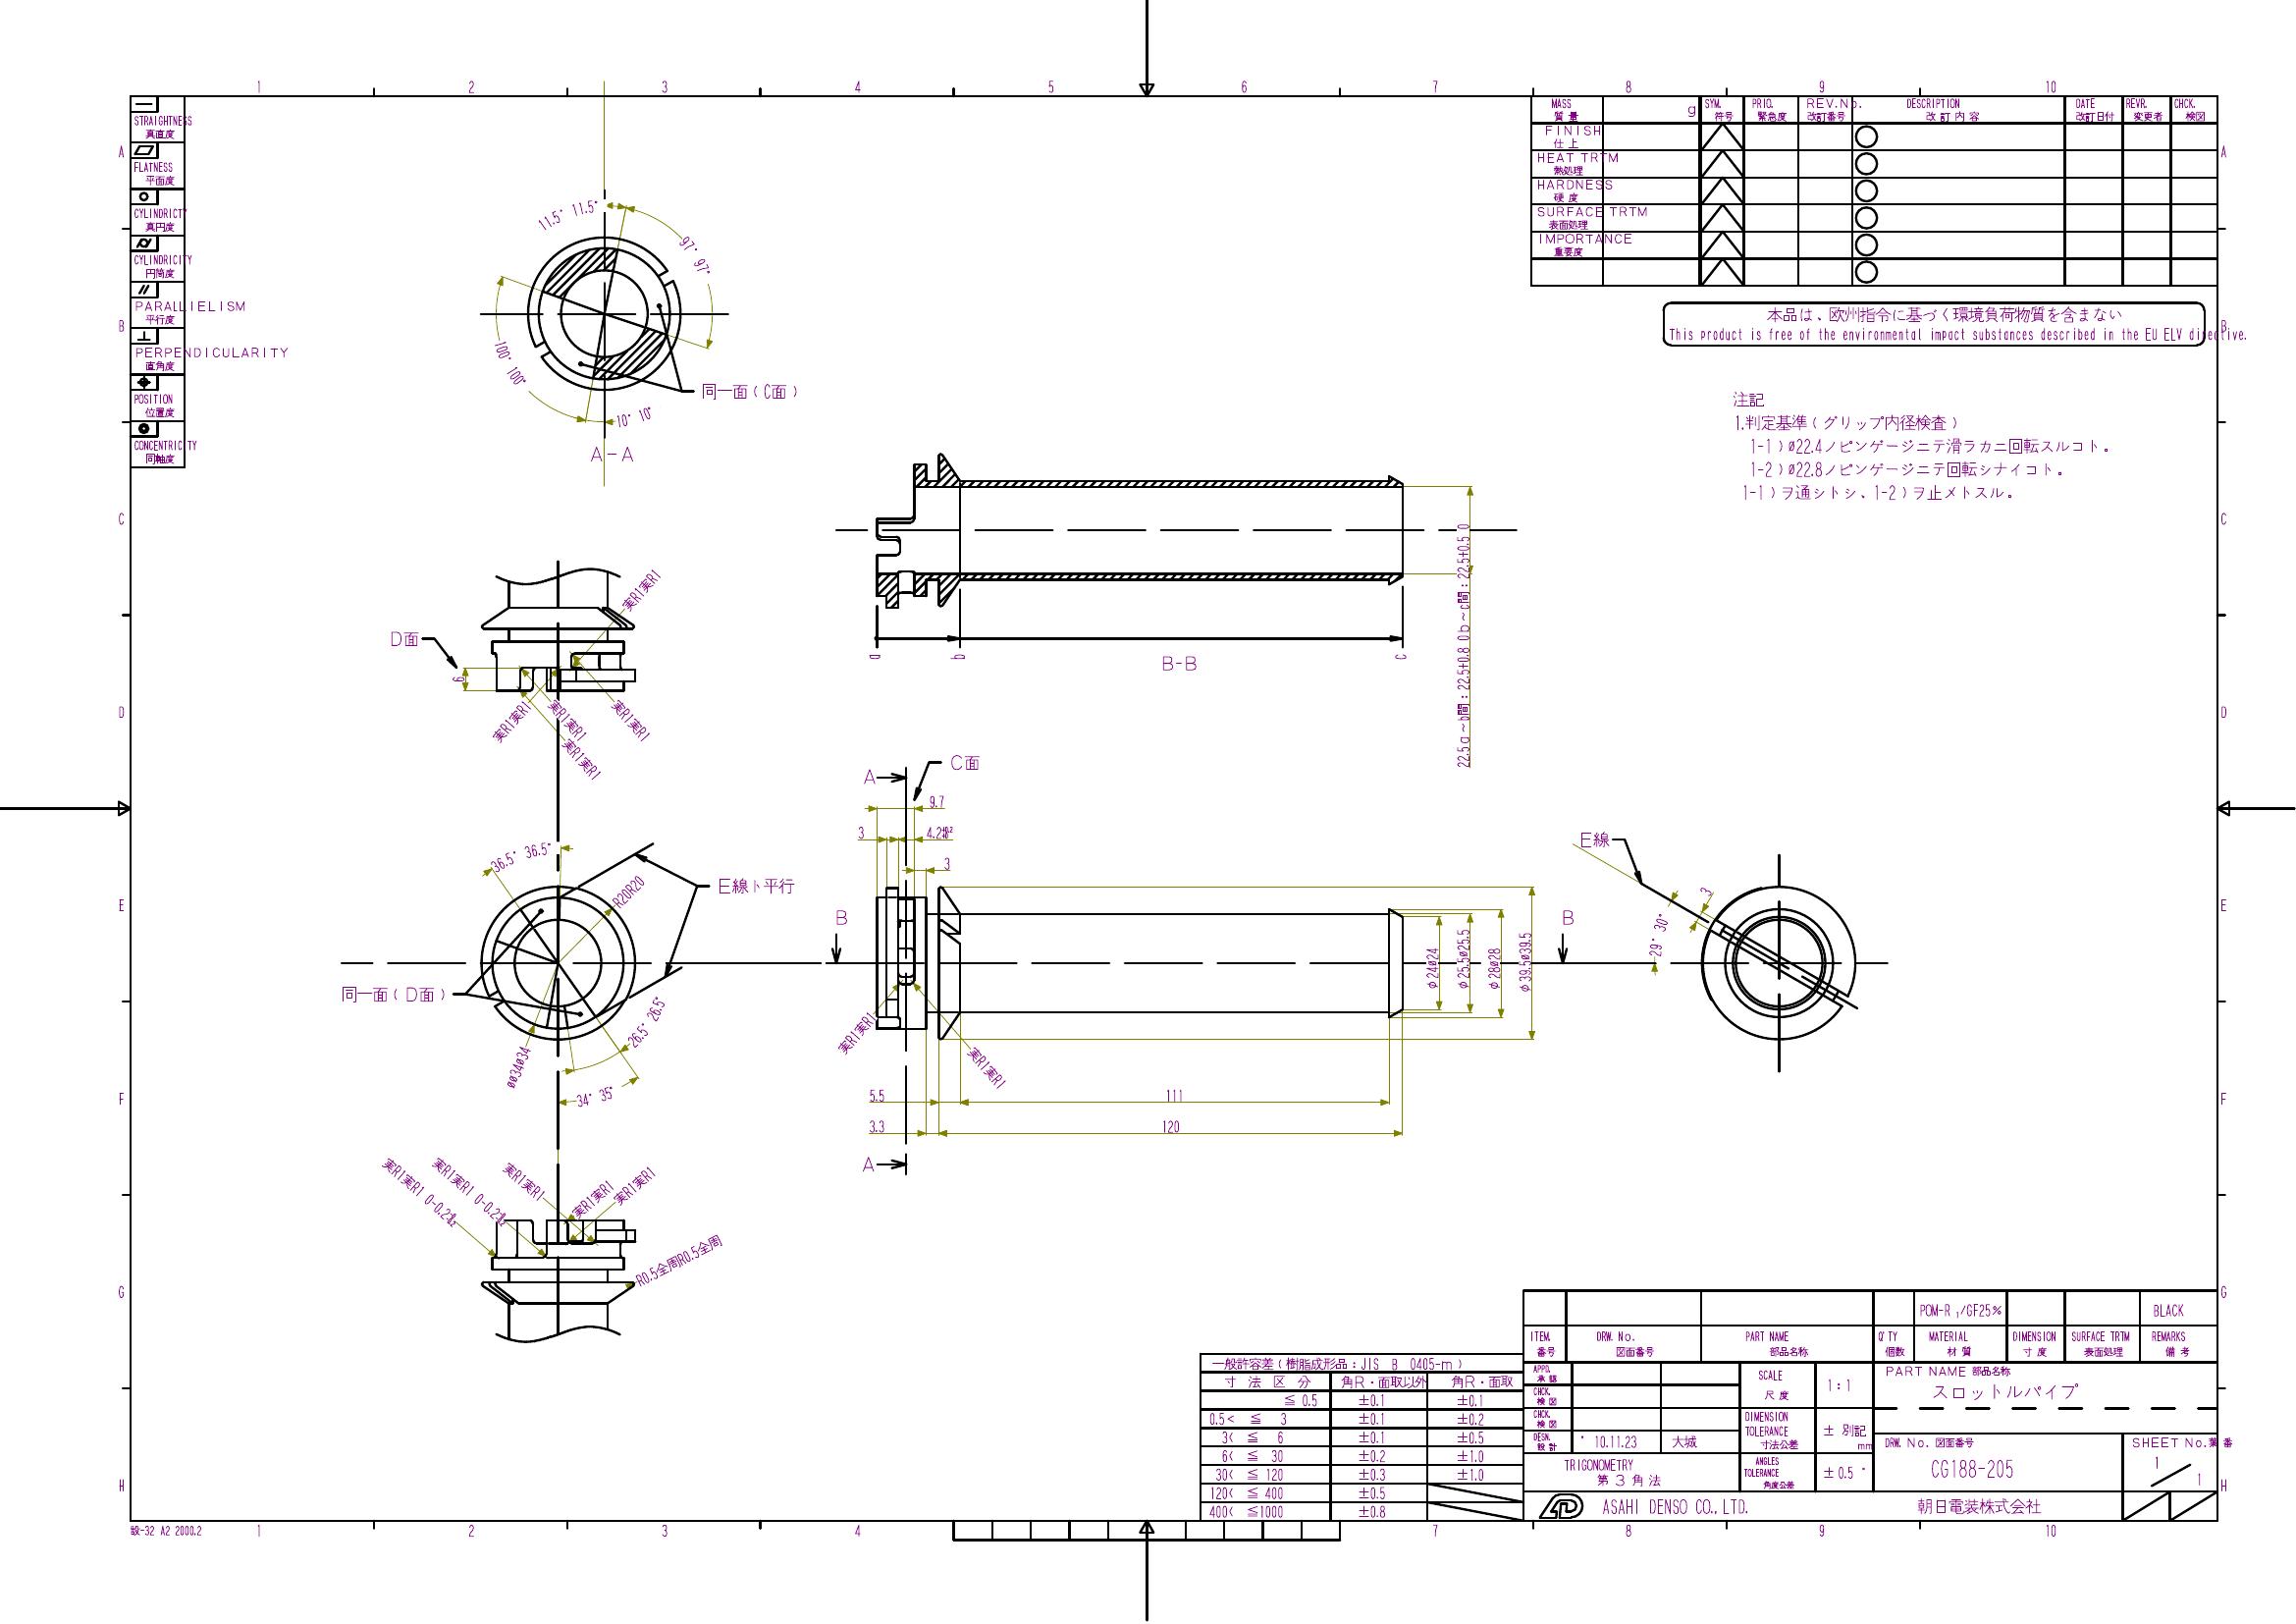 1 2 3 4 5 6 7 8 9 10
STRAIGHTNESS
真直度
FLATNESS
平面度
CYLINDRICTY
真円度
CYLINDRICITY
円筒度
PARALLIELISM
平行度
PERPENDICULARITY
直角度
POSITION
位置度
CONCENTRICITY
同軸度
A
B
C
D
E
F
G
H
MASS g SYM. PRIO. REV.No. DESCRIPTION DATE REVR. CHCK.
質量 符号 緊急度 改訂番号 改訂内容 改訂日付 変更者 検図
FINISH
仕上
HEAT TRTM
熱処理
HARDNESS
硬度
SURFACE TRTM
表面処理
IMPORTANCE
重要度
A
B
C
D
E
F
G
H
本品は、欧州指令に基づく環境負荷物質を含まない
This product is free of the environmental impact substances described in the EU ELV directive.
注記
1.判定基準(グリップ内径検査)
1-1)ø22.4ノピンゲージニテ滑ラカニ回転スルコト。
1-2)ø22.8ノピンゲージニテ回転シナイコト。
1-1)ヲ通シトシ、1-2)ヲ止メトスル。
11.5° 11.5°
97° 97°
100° 100°
10° 10°
同一面(C面)
A-A
a b c
B-B
22.5a~b間:22.5±0.8 0b~c間:22.5±0.5 0
D面
6
実R1実R1
実R1実R1
実R1実R1
実R1実R1
実R1実R1
A
C面
9.7
3
3
36.5° 36.5°
R20R20
E線ト平行
同一面(D面)
øø34ø34
26.5° 26.5°
34° 35°
B B
φ24ø24
φ25.5ø25.5
φ28ø28
φ39.5ø39.5
実R1実R1
実R1実R1
5.5 111
3.3 120
A
E線
3
29° 30°
実R1実R1 0-0.2
実R1実R1 0-0.2
実R1実R1
実R1実R1
実R1実R1
R0.5全周R0.5全周
一般許容差(樹脂成形品:JIS B 0405-m)
寸法区分 角R・面取以外 角R・面取
≦ 0.5 ±0.1 ±0.1
0.5< ≦ 3 ±0.1 ±0.2
3< ≦ 6 ±0.1 ±0.5
6< ≦ 30 ±0.2 ±1.0
30< ≦ 120 ±0.3 ±1.0
120< ≦ 400 ±0.5
400< ≦1000 ±0.8
POM-R 1/GF25% BLACK
ITEM. DRW. No. PART NAME Q'TY MATERIAL DIMENSION SURFACE TRTM REMARKS
番号 図面番号 部品名称 個数 材質 寸度 表面処理 備考
APPD.
承認
CHCK.
検図
CHCK.
検図
DESN.
設計
' 10.11.23 大城
SCALE
尺度
1:1
DIMENSION
TOLERANCE
寸法公差
± 別記
mm
TRIGONOMETRY
第3角法
ANGLES
TOLERANCE
角度公差
±0.5 °
PART NAME 部品名称
スロットルパイプ
DRW. No. 図面番号
CG188-205
SHEET No.葉番
1
1
ASAHI DENSO CO., LTD. 朝日電装株式会社
設-32 A2 2000.2
1 2 3 4 7 8 9 10